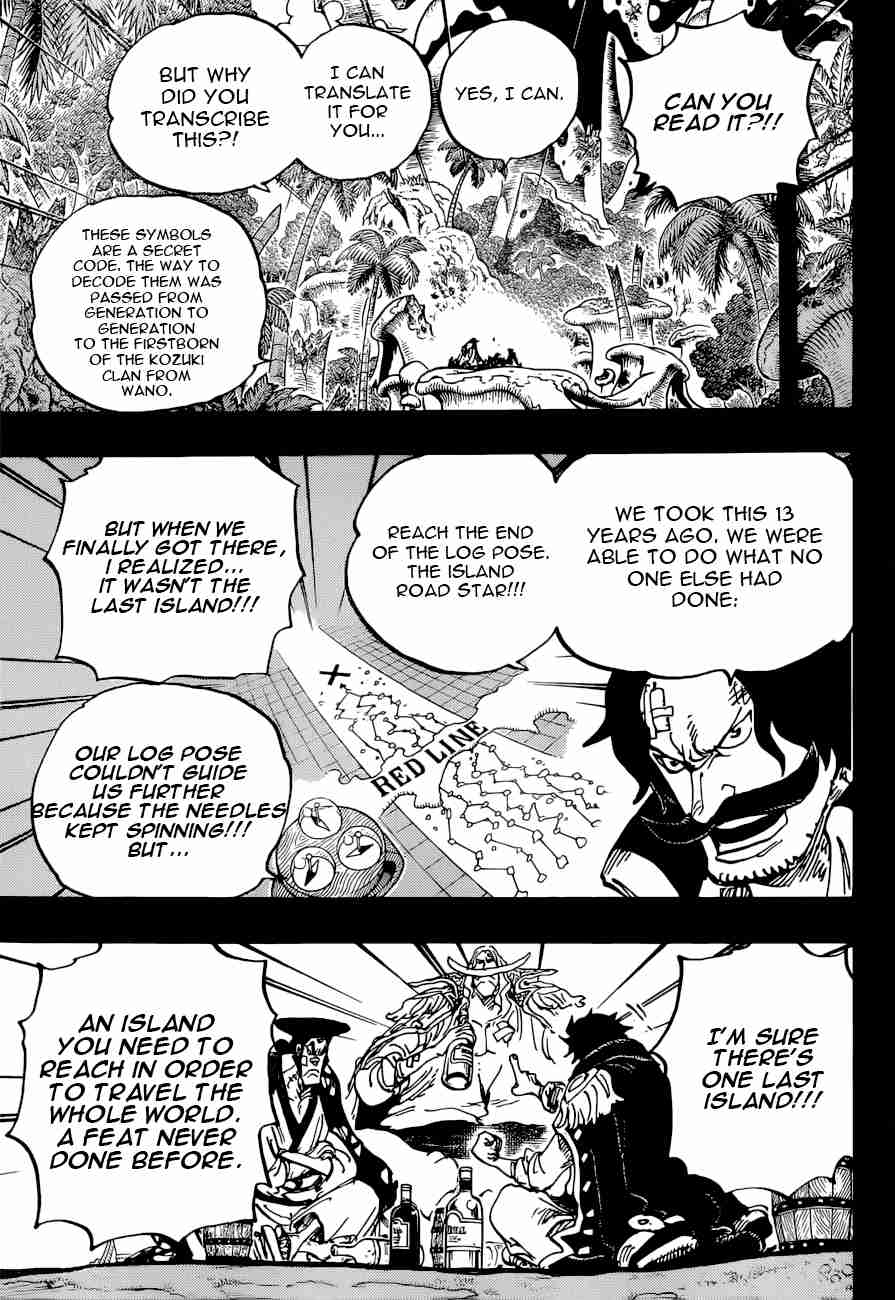 CAN YOU
READ IT?!!
YES, I CAN.
I CAN
TRANSLATE
IT FOR
YOU...
BUT WHY
DID YOU
TRANSCRIBE
THIS?!
THESE SYMBOLS
ARE A SECRET
CODE. THE WAY TO
DECODE THEM WAS
PASSED FROM
GENERATION TO
GENERATION
TO THE FIRSTBORN
OF THE KOZUKI
CLAN FROM
WANO.
WE TOOK THIS 13
YEARS AGO. WE WERE
ABLE TO DO WHAT NO
ONE ELSE HAD
DONE:
REACH THE END
OF THE LOG POSE.
THE ISLAND
ROAD STAR!!!
BUT WHEN WE
FINALLY GOT THERE,
I REALIZED...
IT WASN'T THE
LAST ISLAND!!!
RED LINE
OUR LOG POSE
COULDN'T GUIDE
US FURTHER
BECAUSE THE NEEDLES
KEPT SPINNING!!!
BUT...
I'M SURE
THERE'S
ONE LAST
ISLAND!!!
AN ISLAND
YOU NEED TO
REACH IN ORDER
TO TRAVEL THE
WHOLE WORLD.
A FEAT NEVER
DONE BEFORE.